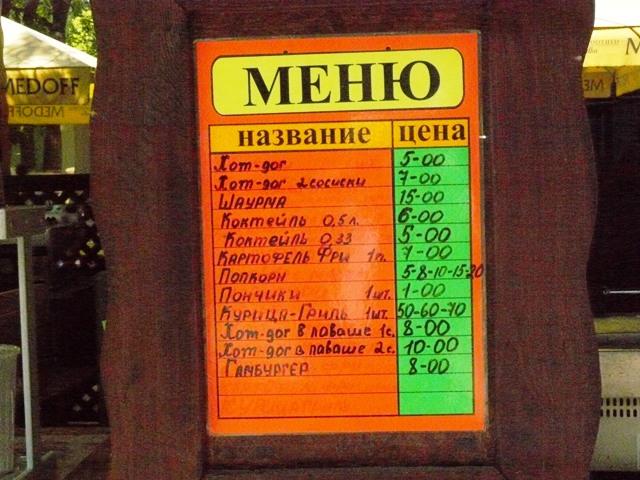 МЕНЮ
название цена
Хот-дог 5-00
Хот-дог 2 сосиски 7-00
ШАУРМА 15-00
Коктейль 0,5л. 6-00
Коктейль 0,33 5-00
КАРТОФЕЛЬ ФРИ 1п. 7-00
Попкорн 5-8-10-15-20
Пончики 1шт. 1-00
Курица-Гриль 1шт. 50-60-70
Хот-дог в лаваше 1с. 8-00
Хот-дог в лаваше 2с. 10-00
ГАМБУРГЕР 8-00
MEDOFF
MEDOFF